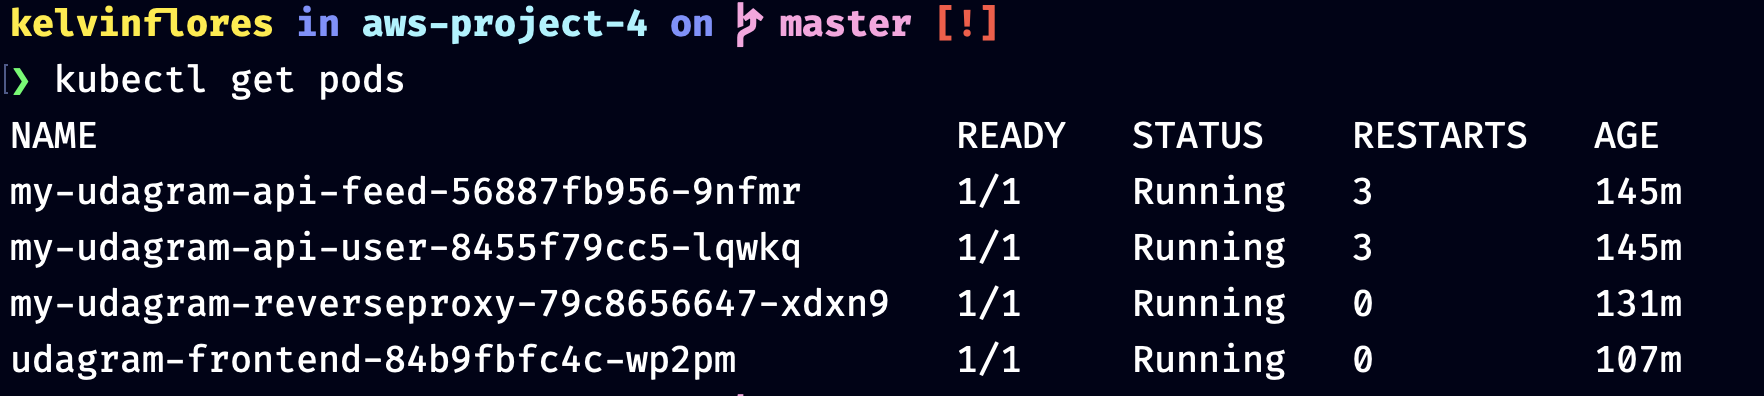 kelvinflores in aws-project-4 on master [!]
❯ kubectl get pods
NAME READY STATUS RESTARTS AGE
my-udagram-api-feed-56887fb956-9nfmr 1/1 Running 3 145m
my-udagram-api-user-8455f79cc5-lqwkq 1/1 Running 3 145m
my-udagram-reverseproxy-79c8656647-xdxn9 1/1 Running 0 131m
udagram-frontend-84b9fbfc4c-wp2pm 1/1 Running 0 107m